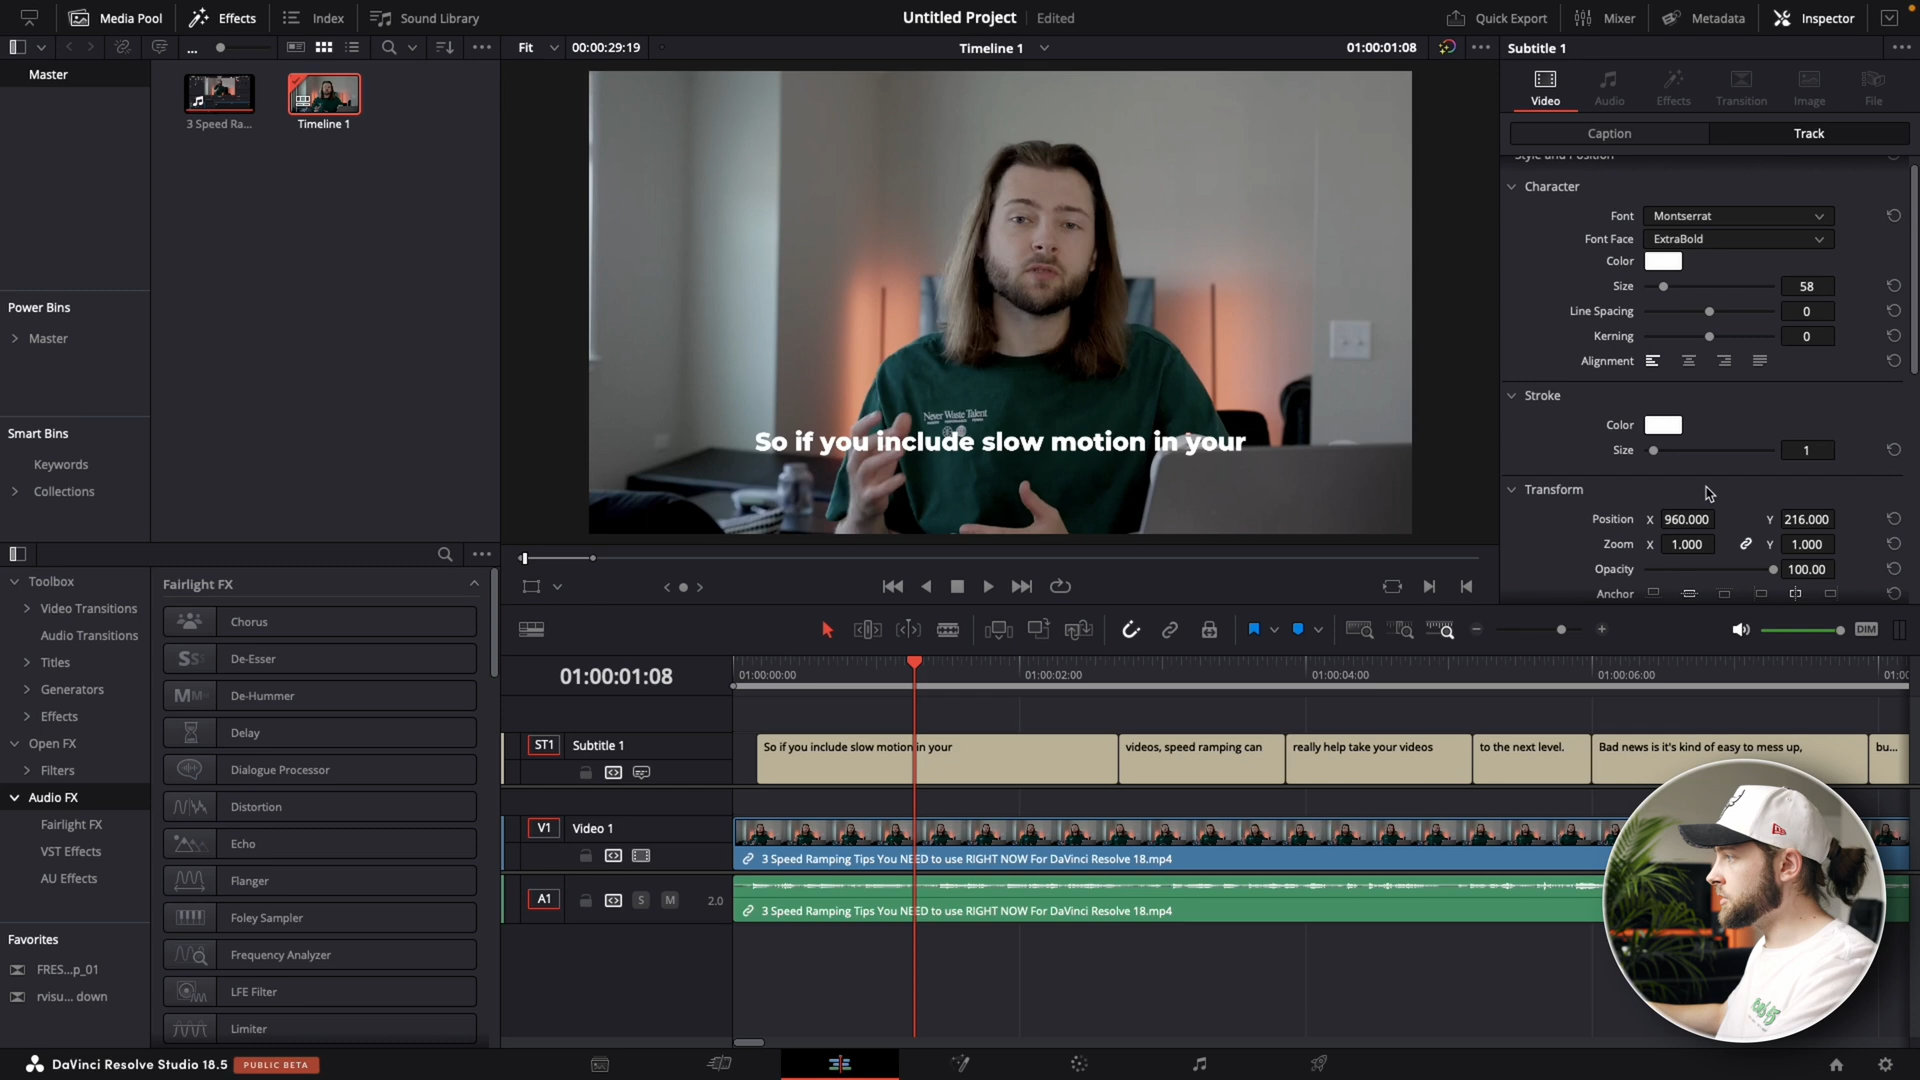 Media Pool
Effects
Index
Sound Library
Untitled Project
Edited
Quick Export
Mixer
Metadata
Inspector
...
Fit
00:00:29:19
Timeline 1
01:00:01:08
Subtitle 1
Master
3 Speed Ra...
Timeline 1
Power Bins
Master
Smart Bins
Keywords
Collections
Never Waste Talent
So if you include slow motion in your
Video
Audio
Effects
Transition
Image
File
Caption
Track
Style and Position
Character
Font
Montserrat
Font Face
ExtraBold
Color
Size
58
Line Spacing
0
Kerning
0
Alignment
Stroke
Color
Size
1
Transform
Position X 960.000 Y 216.000
Zoom X 1.000 Y 1.000
Opacity 100.00
Anchor
Toolbox
Video Transitions
Audio Transitions
Titles
Generators
Effects
Open FX
Filters
Audio FX
Fairlight FX
VST Effects
AU Effects
Favorites
FRES...p_01
rvisu... down
Fairlight FX
Chorus
De-Esser
De-Hummer
Delay
Dialogue Processor
Distortion
Echo
Flanger
Foley Sampler
Frequency Analyzer
LFE Filter
Limiter
DIM
01:00:01:08
01:00:00:00
01:00:02:00
01:00:04:00
01:00:06:00
01:00
ST1
Subtitle 1
So if you include slow motion in your
videos, speed ramping can
really help take your videos
to the next level.
Bad news is it's kind of easy to mess up,
bu...
V1
Video 1
3 Speed Ramping Tips You NEED to use RIGHT NOW For DaVinci Resolve 18.mp4
A1
S
M
2.0
3 Speed Ramping Tips You NEED to use RIGHT NOW For DaVinci Resolve 18.mp4
DaVinci Resolve Studio 18.5
PUBLIC BETA